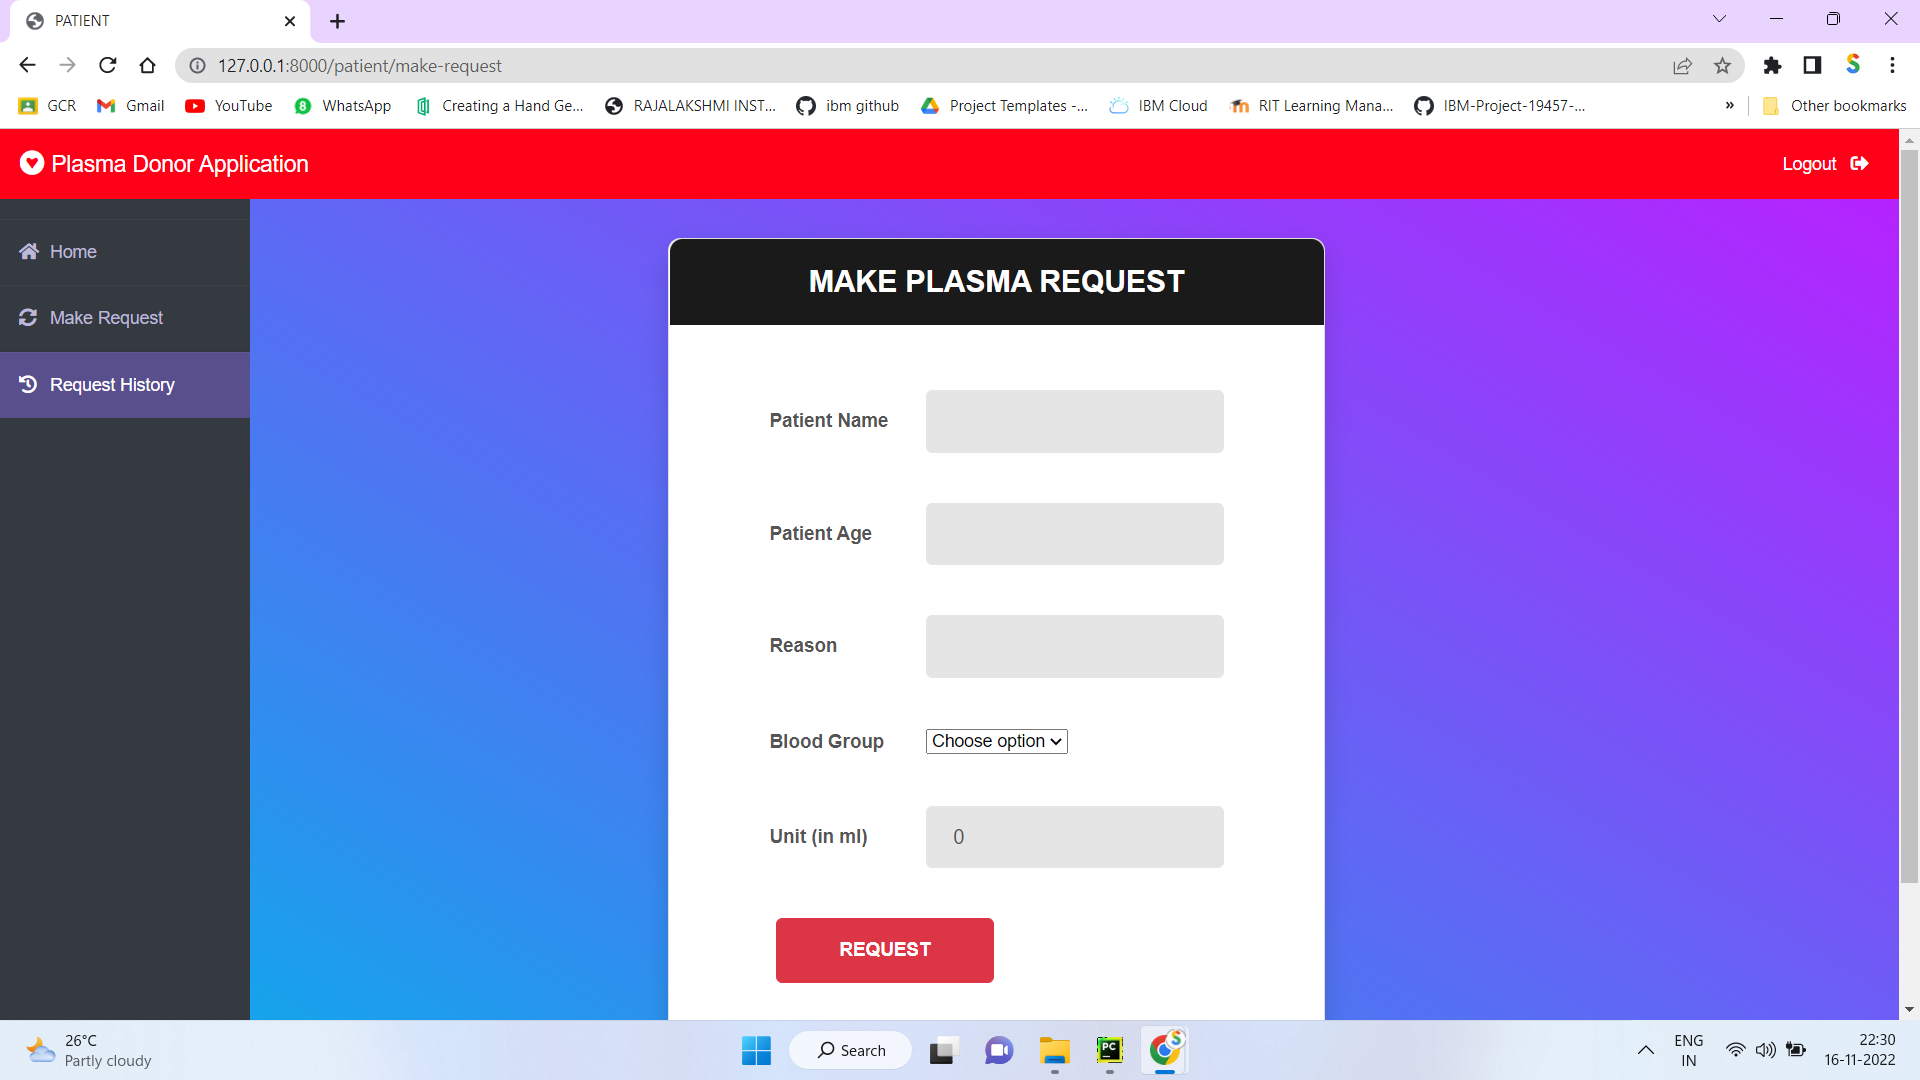 PATIENT
127.0.0.1:8000/patient/make-request
GCR
Gmail
YouTube
8
WhatsApp
Creating a Hand Ge...
RAJALAKSHMI INST...
ibm github
Project Templates -...
IBM Cloud
RIT Learning Mana...
IBM-Project-19457-...
»
Other bookmarks
Plasma Donor Application
Logout
Home
Make Request
Request History
MAKE PLASMA REQUEST
Patient Name
Patient Age
Reason
Blood Group
Choose option
Unit (in ml)
0
REQUEST
26°C
Partly cloudy
Search
PC
ENG
IN
22:30
16-11-2022